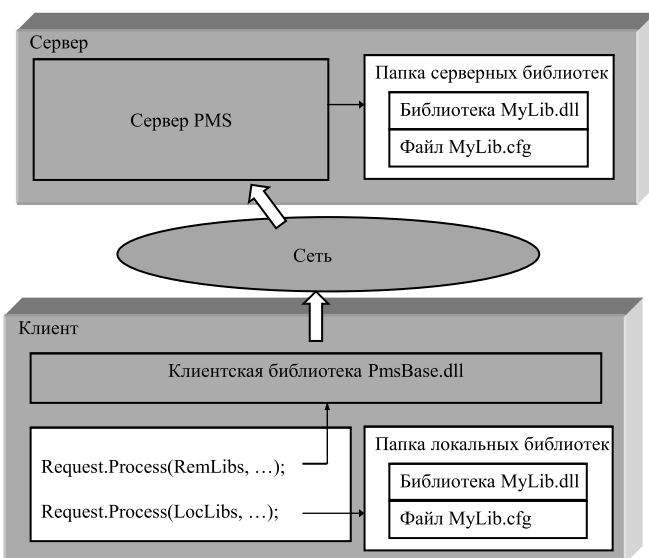 Сервер
Сервер PMS
Папка серверных библиотек
Библиотека MyLib.dll
Файл MyLib.cfg
Сеть
Клиент
Клиентская библиотека PmsBase.dll
Request.Process(RemLibs, …);
Request.Process(LocLibs, …);
Папка локальных библиотек
Библиотека MyLib.dll
Файл MyLib.cfg